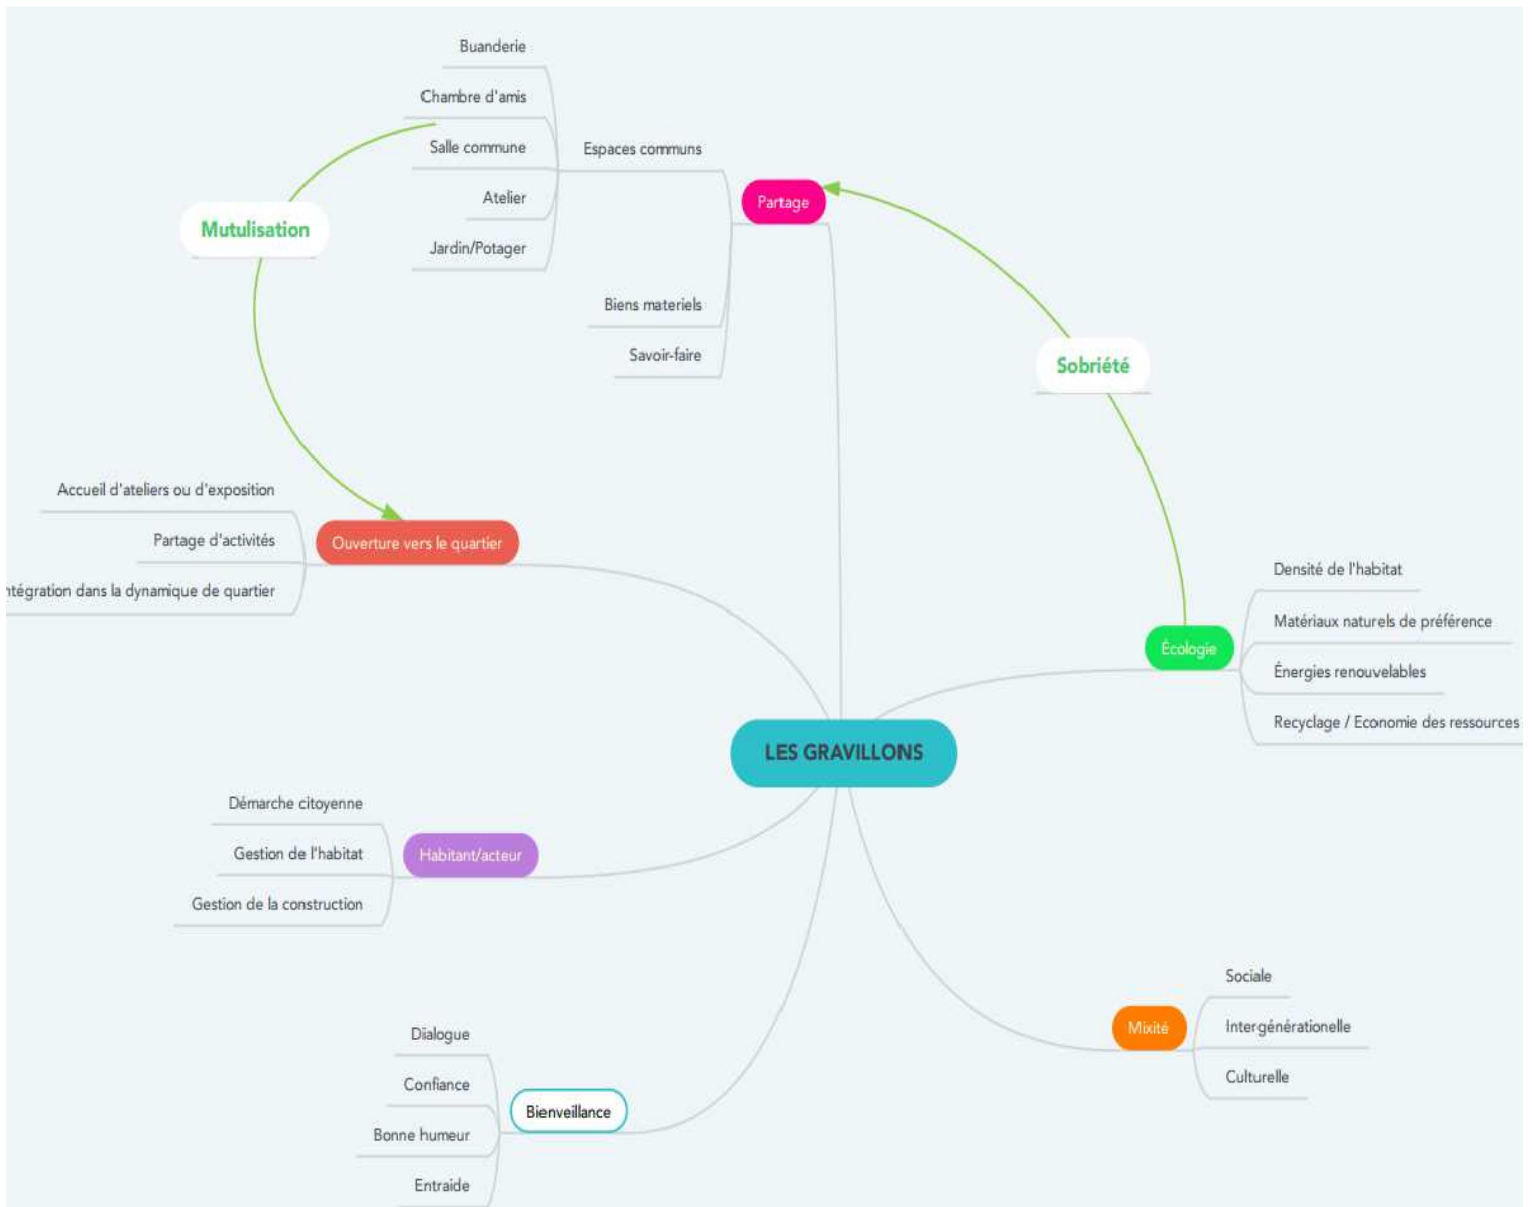 Buanderie
Chambre d'amis
Salle commune
Atelier
Jardin/Potager
Espaces communs
Biens materiels
Savoir-faire
Partage
Mutulisation
Sobriété
Accueil d'ateliers ou d'exposition
Partage d'activités
ntégration dans la dynamique de quartier
Ouverture vers le quartier
Densité de l'habitat
Matériaux naturels de préférence
Énergies renouvelables
Recyclage / Economie des ressources
Écologie
LES GRAVILLONS
Démarche citoyenne
Gestion de l'habitat
Gestion de la construction
Habitant/acteur
Sociale
Intergénérationelle
Culturelle
Mixité
Dialogue
Confiance
Bonne humeur
Entraide
Bienveillance